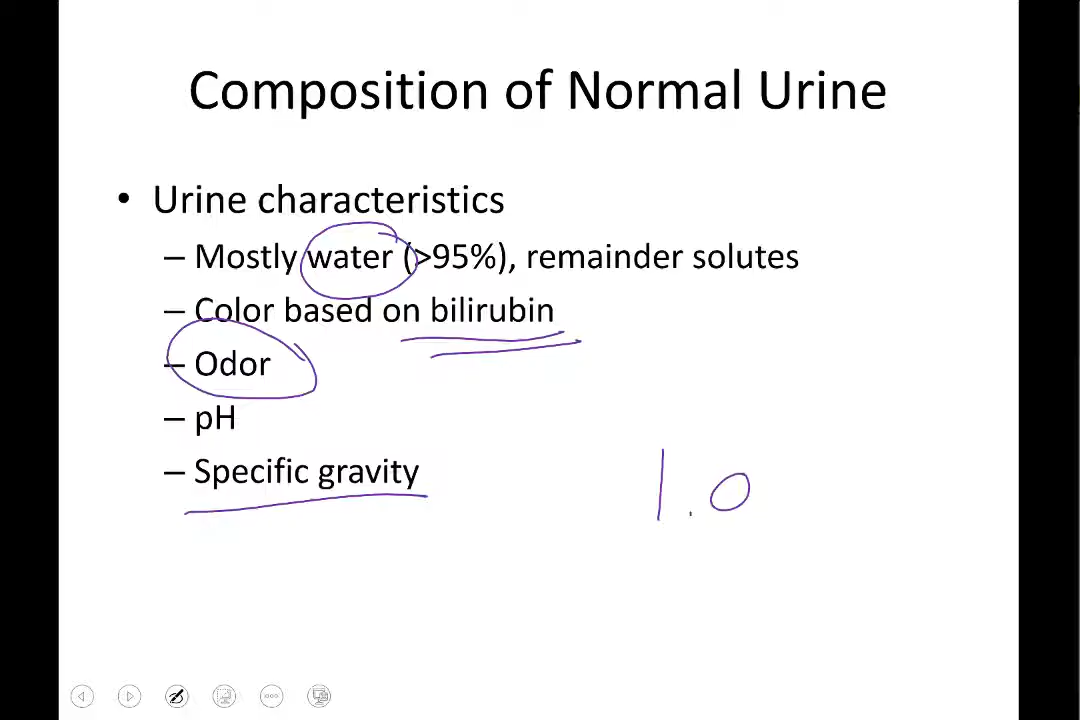 Composition of Normal Urine
• Urine characteristics
– Mostly water (>95%), remainder solutes
– Color based on bilirubin
– Odor
– pH
– Specific gravity
1.0